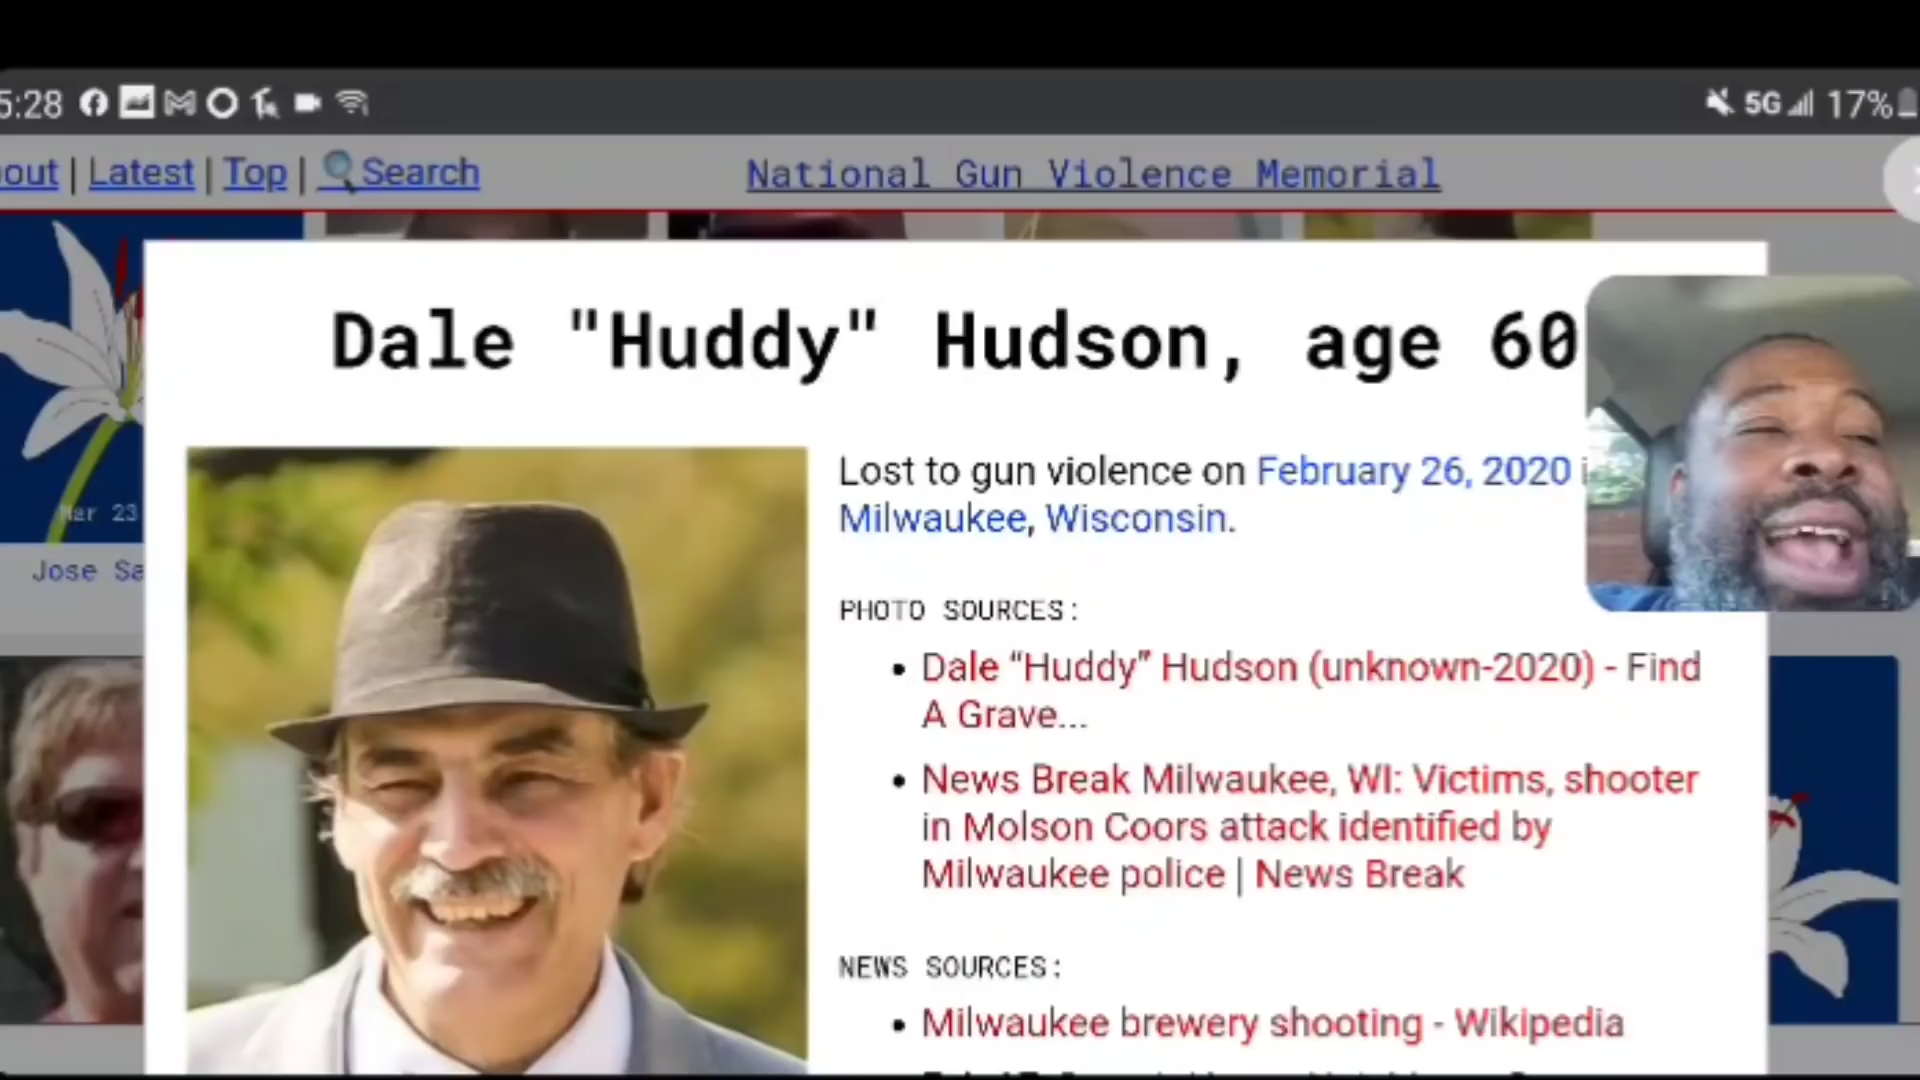 5:28 5G 17%
out | Latest | Top | Search National Gun Violence Memorial
Dale "Huddy" Hudson, age 60
Lost to gun violence on February 26, 2020
Milwaukee, Wisconsin.
Mar 23
Jose
PHOTO SOURCES:
• Dale “Huddy” Hudson (unknown-2020) - Find
A Grave...
• News Break Milwaukee, WI: Victims, shooter
in Molson Coors attack identified by
Milwaukee police | News Break
NEWS SOURCES:
• Milwaukee brewery shooting - Wikipedia